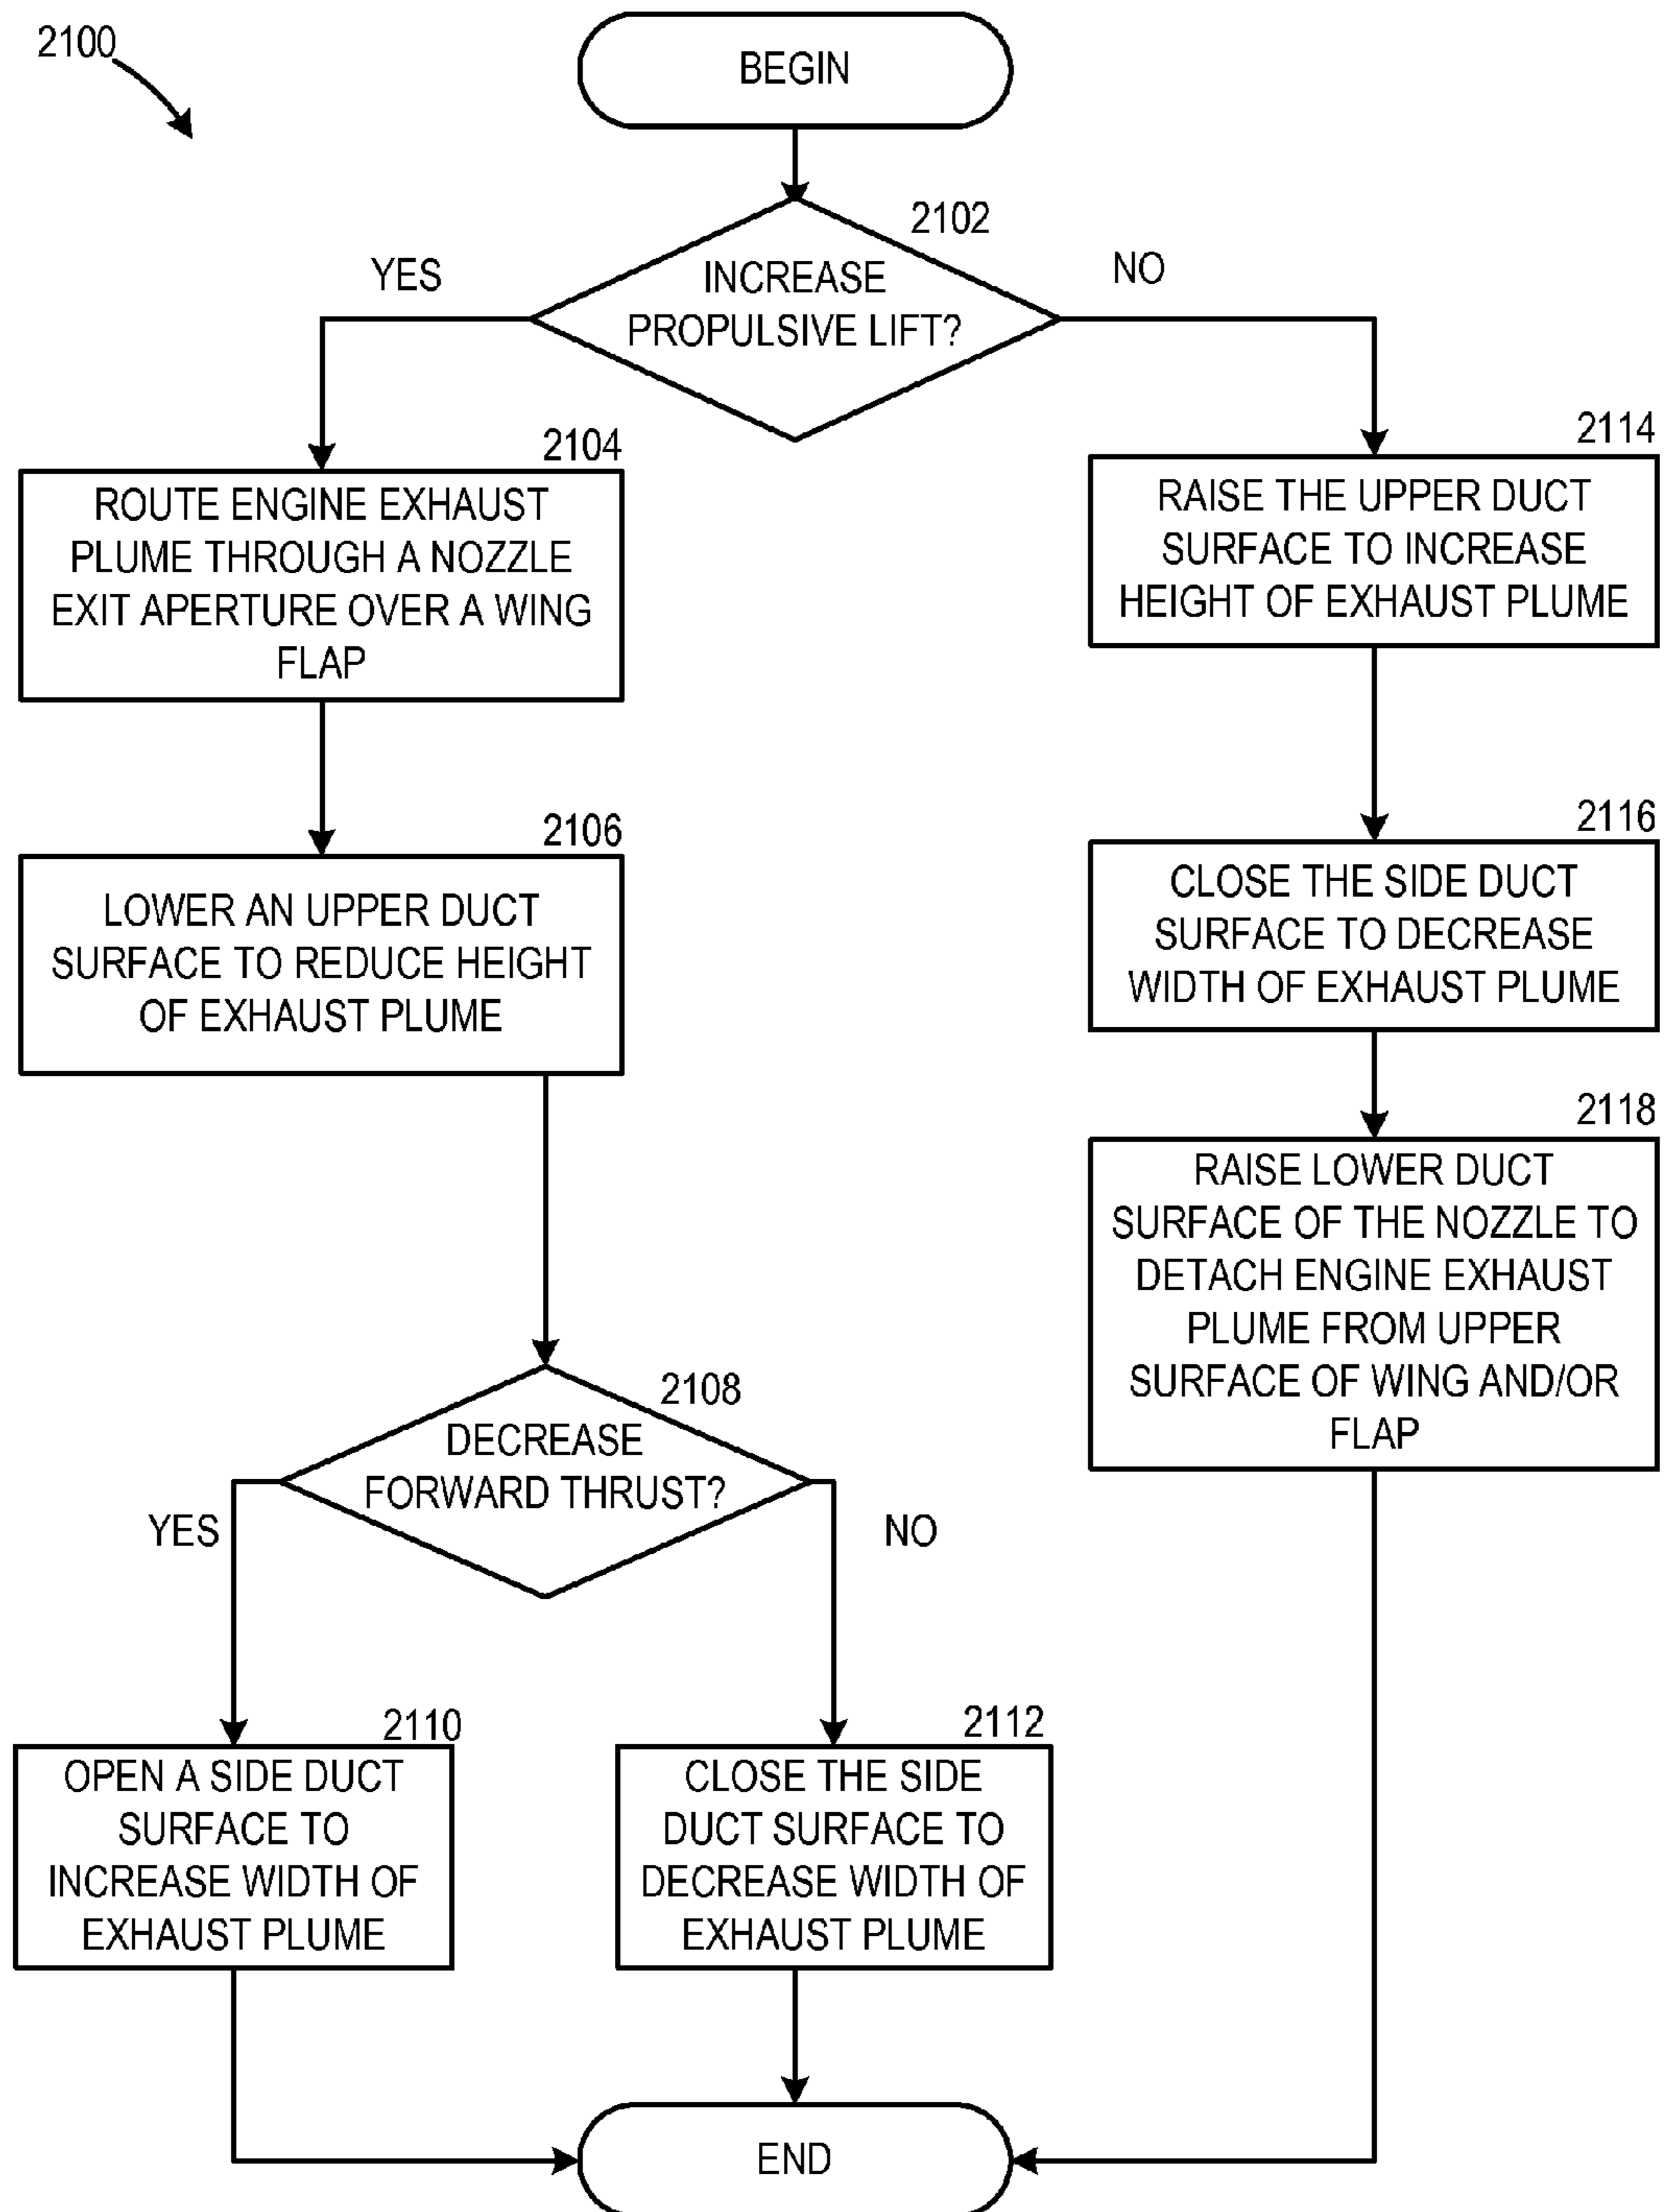 2100
BEGIN
2102
YES
INCREASE
PROPULSIVE LIFT?
NO
2104
ROUTE ENGINE EXHAUST
PLUME THROUGH A NOZZLE
EXIT APERTURE OVER A WING
FLAP
2114
RAISE THE UPPER DUCT
SURFACE TO INCREASE
HEIGHT OF EXHAUST PLUME
2106
LOWER AN UPPER DUCT
SURFACE TO REDUCE HEIGHT
OF EXHAUST PLUME
2116
CLOSE THE SIDE DUCT
SURFACE TO DECREASE
WIDTH OF EXHAUST PLUME
2118
RAISE LOWER DUCT
SURFACE OF THE NOZZLE TO
DETACH ENGINE EXHAUST
PLUME FROM UPPER
SURFACE OF WING AND/OR
FLAP
2108
DECREASE
FORWARD THRUST?
YES
NO
2110
OPEN A SIDE DUCT
SURFACE TO
INCREASE WIDTH OF
EXHAUST PLUME
2112
CLOSE THE SIDE
DUCT SURFACE TO
DECREASE WIDTH OF
EXHAUST PLUME
END